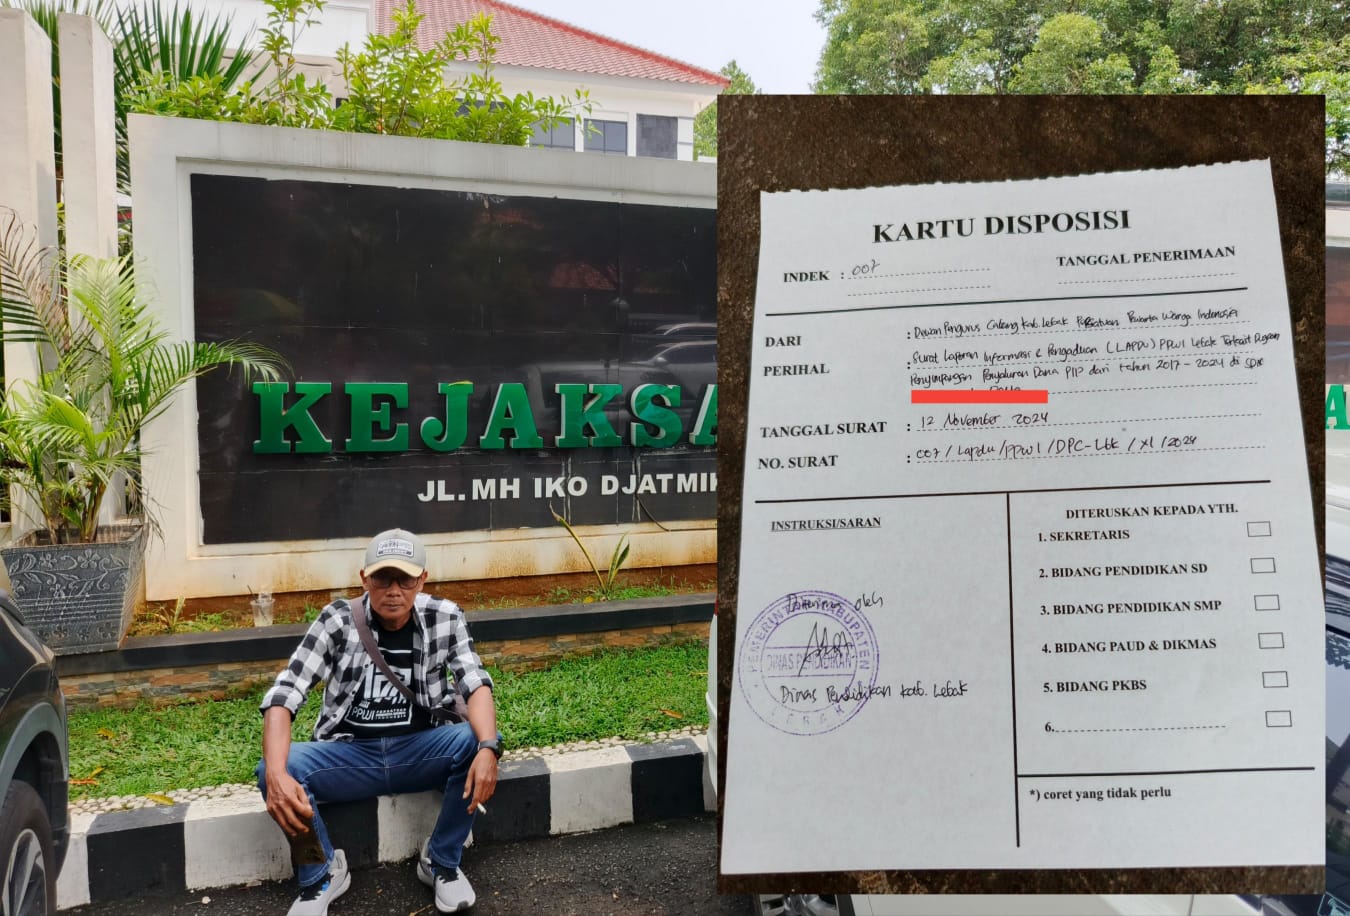 KEJAKSA
JL. MH IKO DJATMIK
PPWI
KARTU DISPOSISI
INDEK : 007
TANGGAL PENERIMAAN
DARI : Dewan Pengurus Cabang Kab. Lebak Persatuan Pewarta Warga Indonesia
PERIHAL : Surat Laporan Informasi & Pengaduan (LAPDU) PPWI Lebak Terkait Dugaan
Penyimpangan Penyaluran Dana PIP dari tahun 2017 - 2024 di SDN
TANGGAL SURAT : 12 November 2024
NO. SURAT : 007 / Lapdu / PPWI / DPC-Lbk / XI / 2024
INSTRUKSI/SARAN
Diterima oleh
PEMERINTAH KABUPATEN
DINAS PENDIDIKAN
LEBAK
Dinas Pendidikan Kab. Lebak
DITERUSKAN KEPADA YTH.
1. SEKRETARIS
2. BIDANG PENDIDIKAN SD
3. BIDANG PENDIDIKAN SMP
4. BIDANG PAUD & DIKMAS
5. BIDANG PKBS
6.
*) coret yang tidak perlu
A